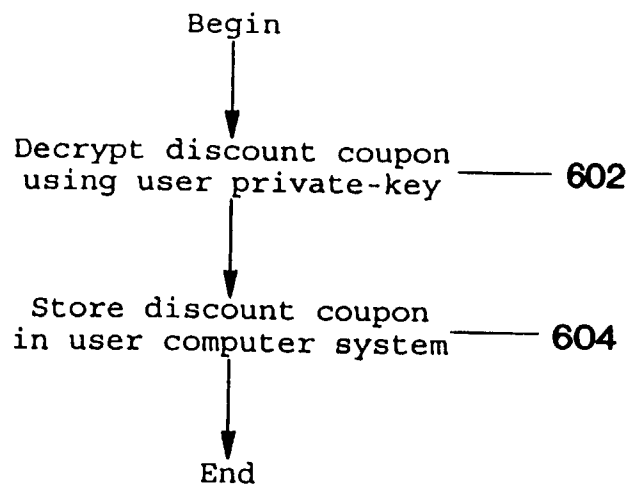 Begin
Decrypt discount coupon
using user private-key
602
Store discount coupon
in user computer system
604
End